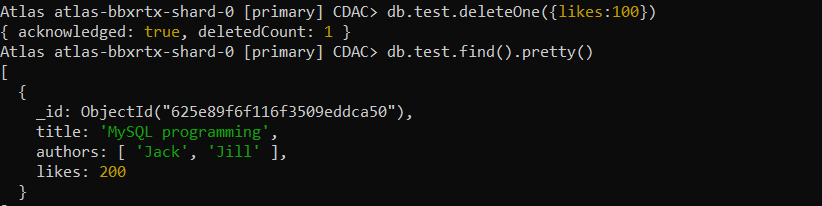 Atlas atlas-bbxrtx-shard-0 [primary] CDAC> db.test.deleteOne({likes:100})
{ acknowledged: true, deletedCount: 1 }
Atlas atlas-bbxrtx-shard-0 [primary] CDAC> db.test.find().pretty()
[
  {
    _id: ObjectId("625e89f6f116f3509eddca50"),
    title: 'MySQL programming',
    authors: [ 'Jack', 'Jill' ],
    likes: 200
  }